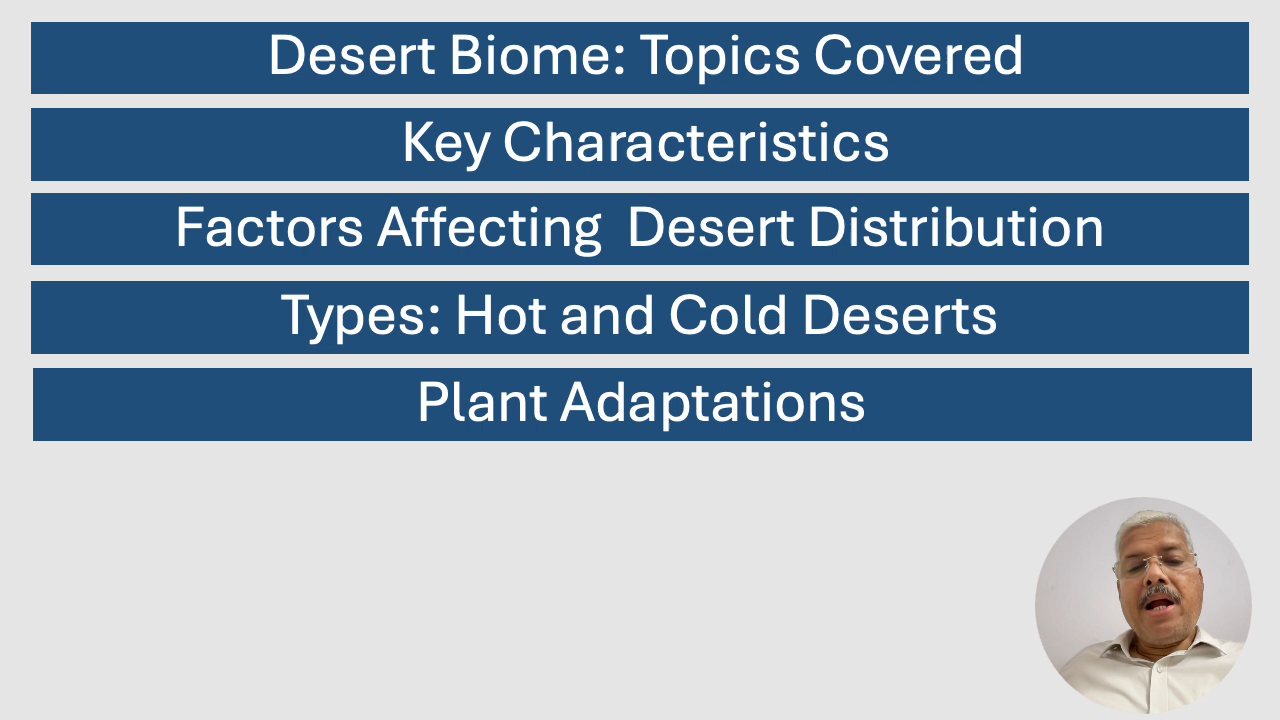 Desert Biome: Topics Covered
Key Characteristics
Factors Affecting  Desert Distribution
Types: Hot and Cold Deserts
Plant Adaptations